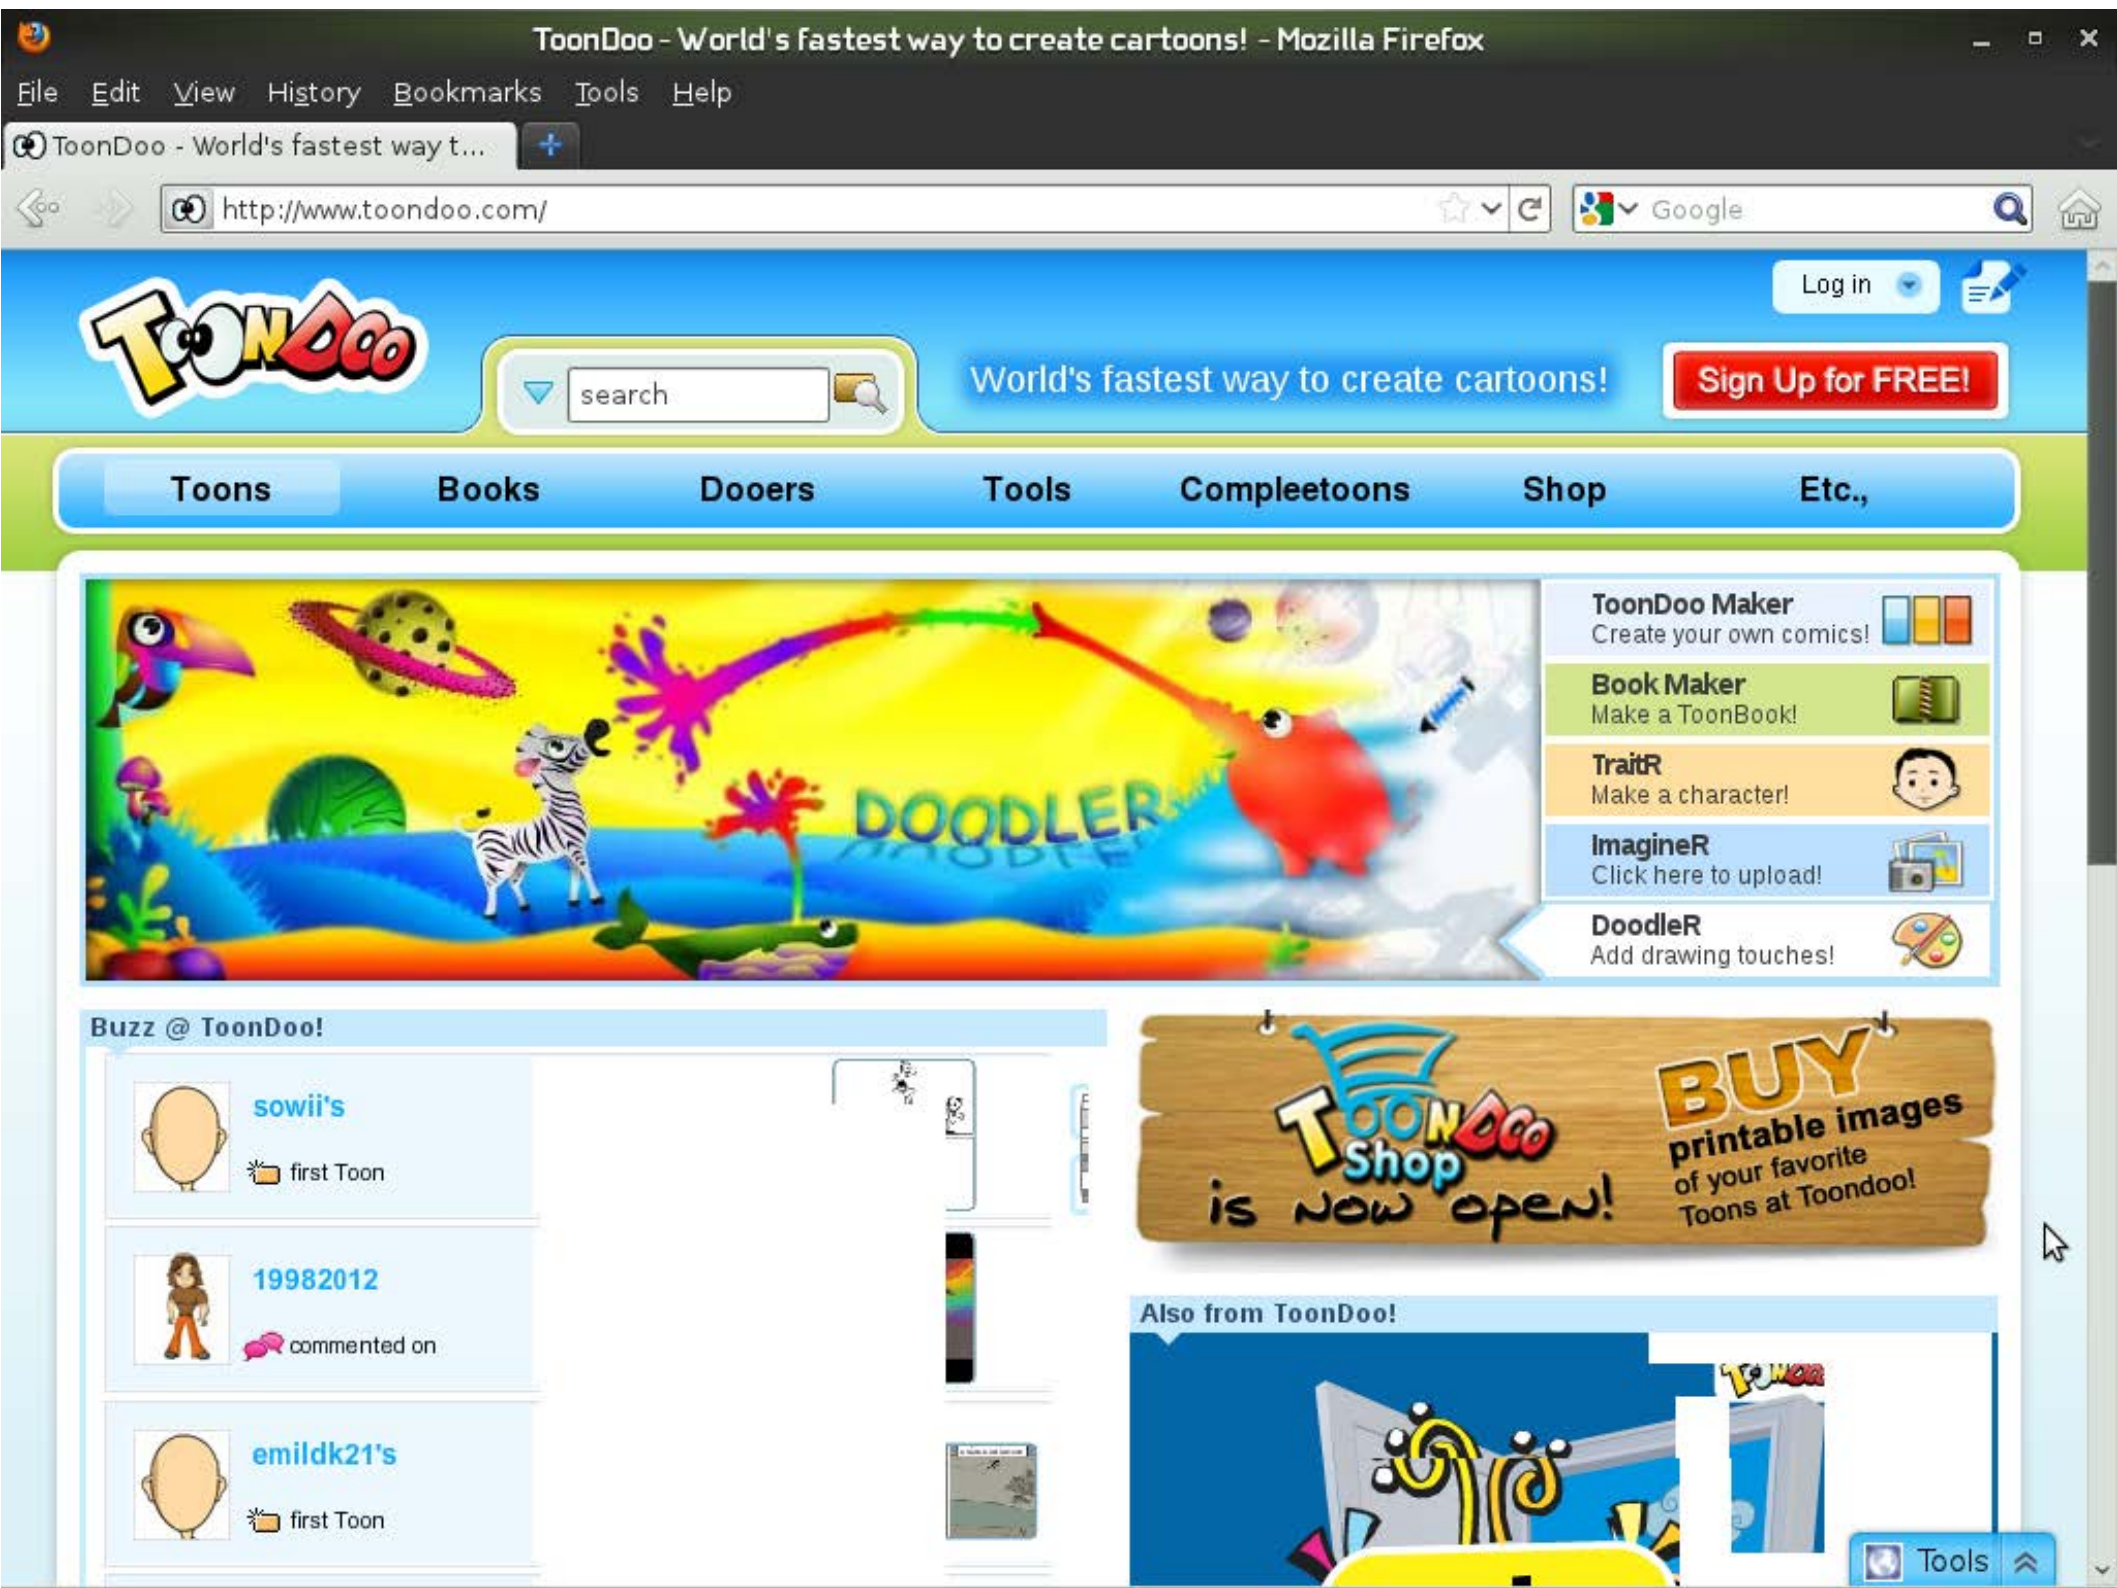 ToonDoo - World's fastest way to create cartoons! - Mozilla Firefox
File Edit View History Bookmarks Tools Help
ToonDoo - World's fastest way t...
http://www.toondoo.com/
Google
Log in
TOONDOO
search
World's fastest way to create cartoons!
Sign Up for FREE!
Toons Books Dooers Tools Compleetoons Shop Etc.,
DOODLER
ToonDoo Maker
Create your own comics!
Book Maker
Make a ToonBook!
TraitR
Make a character!
ImagineR
Click here to upload!
DoodleR
Add drawing touches!
Buzz @ ToonDoo!
sowii's
first Toon
19982012
commented on
emildk21's
first Toon
TOONDOO
Shop
is now open!
BUY
printable images
of your favorite
Toons at Toondoo!
Also from ToonDoo!
TOONDOO
Tools